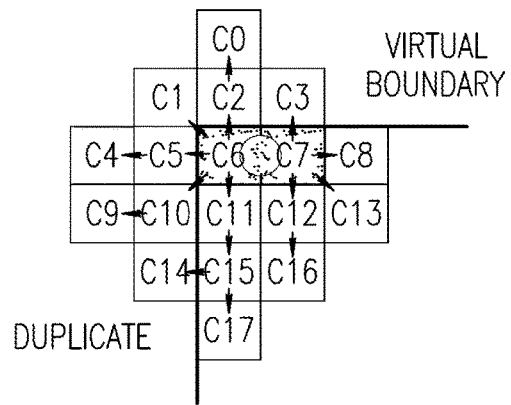 C0
VIRTUAL
BOUNDARY
C1 C2 C3
C4 C5 C6 C7 C8
C9 C10 C11 C12 C13
C14 C15 C16
C17
DUPLICATE